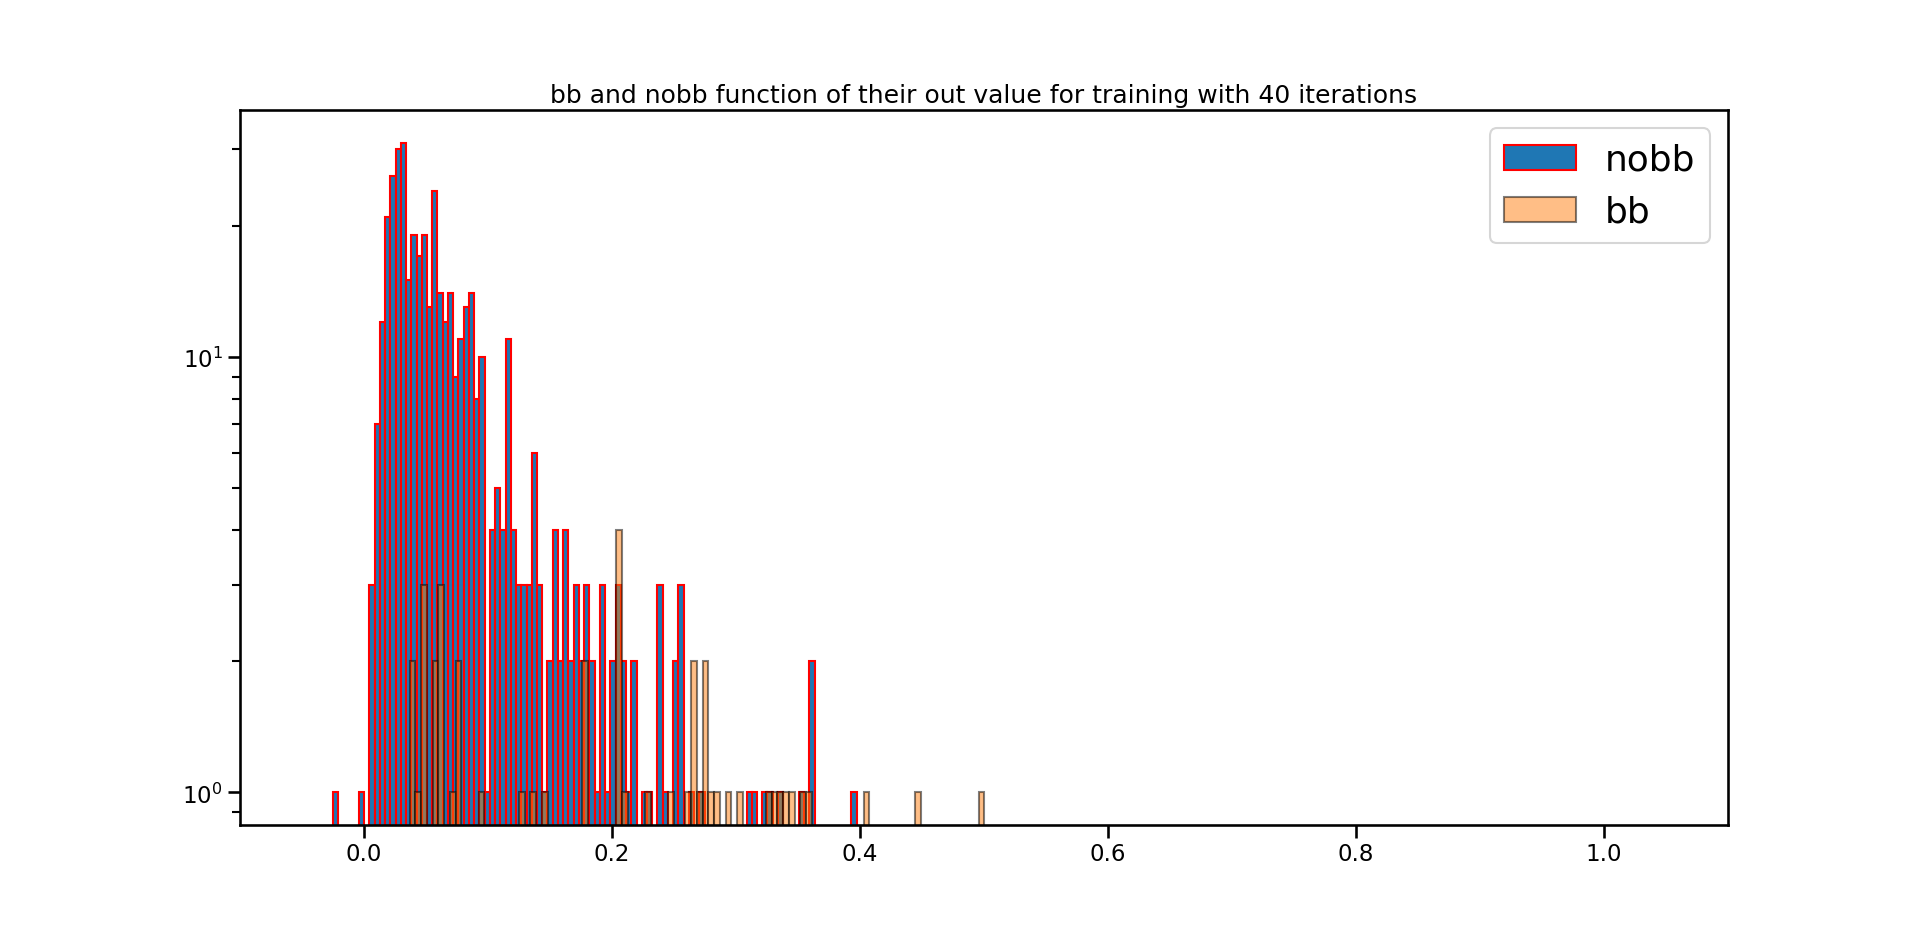 bb and nobb function of their out value for training with 40 iterations
nobb
bb
10¹
10⁰
0.0 0.2 0.4 0.6 0.8 1.0